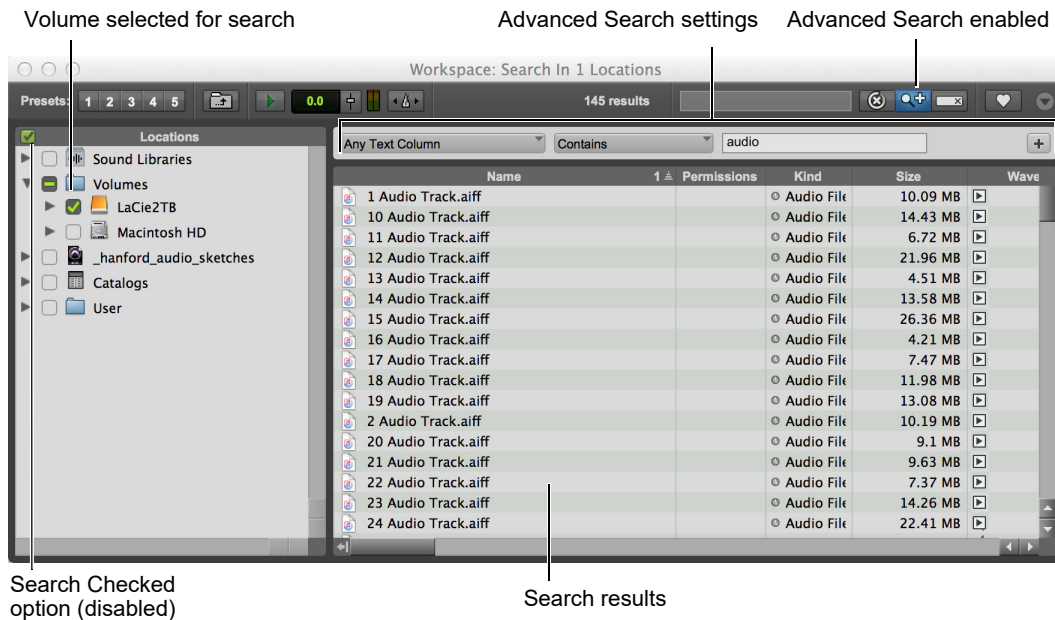 Volume selected for search
Advanced Search settings
Advanced Search enabled
Workspace: Search In 1 Locations
Presets: 1 2 3 4 5
0.0
145 results
Locations
Sound Libraries
Volumes
LaCie2TB
Macintosh HD
_hanford_audio_sketches
Catalogs
User
Any Text Column
Contains
audio
Name 1 Permissions Kind Size Wave
1 Audio Track.aiff Audio File 10.09 MB
10 Audio Track.aiff Audio File 14.43 MB
11 Audio Track.aiff Audio File 6.72 MB
12 Audio Track.aiff Audio File 21.96 MB
13 Audio Track.aiff Audio File 4.51 MB
14 Audio Track.aiff Audio File 13.58 MB
15 Audio Track.aiff Audio File 26.36 MB
16 Audio Track.aiff Audio File 4.21 MB
17 Audio Track.aiff Audio File 7.47 MB
18 Audio Track.aiff Audio File 11.98 MB
19 Audio Track.aiff Audio File 13.08 MB
2 Audio Track.aiff Audio File 10.19 MB
20 Audio Track.aiff Audio File 9.1 MB
21 Audio Track.aiff Audio File 9.63 MB
22 Audio Track.aiff Audio File 7.37 MB
23 Audio Track.aiff Audio File 14.26 MB
24 Audio Track.aiff Audio File 22.41 MB
Search Checked
option (disabled)
Search results